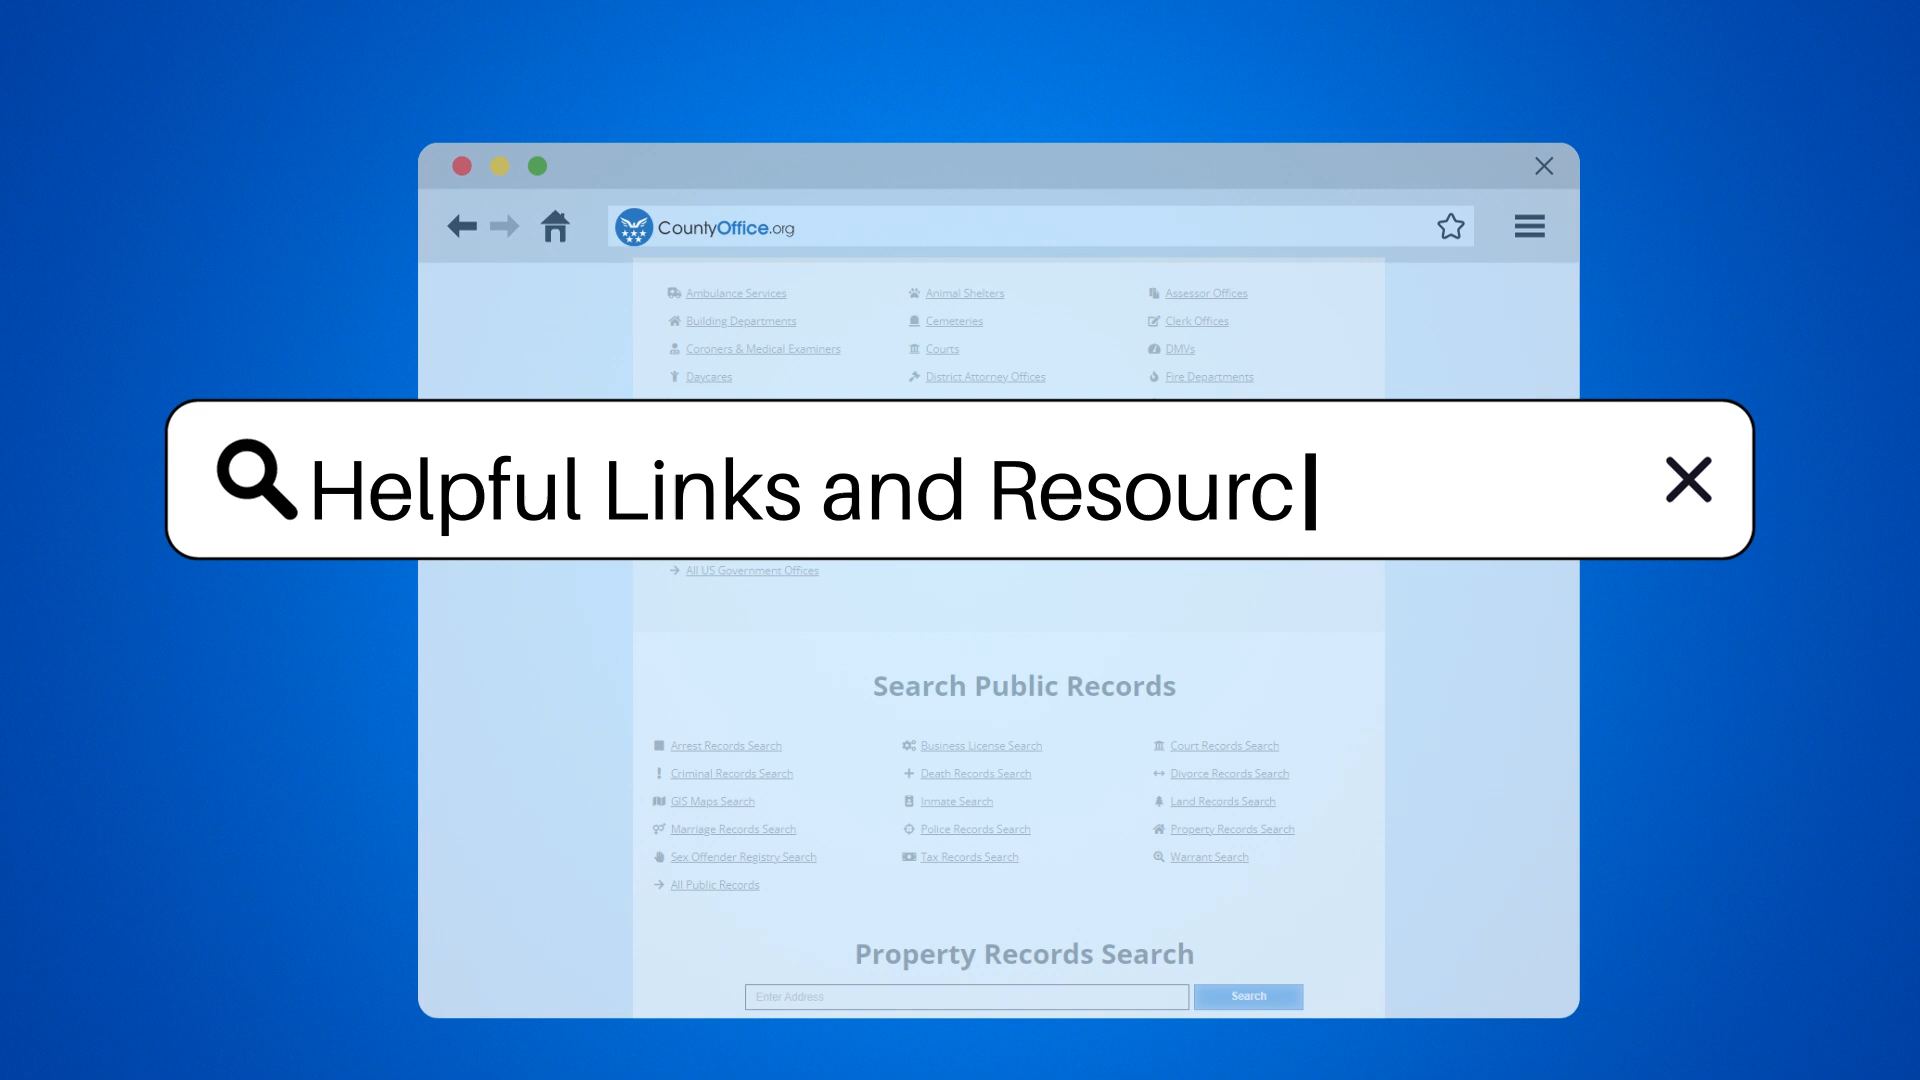 CountyOffice.org
Ambulance Services Animal Shelters Assessor Offices
Building Departments Cemeteries Clerk Offices
Coroners & Medical Examiners Courts DMVs
Daycares District Attorney Offices Fire Departments
Helpful Links and Resourc
All US Government Offices
Search Public Records
Arrest Records Search Business License Search Court Records Search
Criminal Records Search Death Records Search Divorce Records Search
GIS Maps Search Inmate Search Land Records Search
Marriage Records Search Police Records Search Property Records Search
Sex Offender Registry Search Tax Records Search Warrant Search
All Public Records
Property Records Search
Enter Address Search